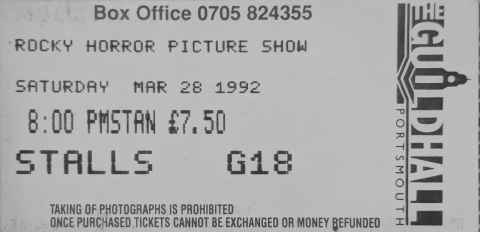 Box Office 0705 824355
ROCKY HORROR PICTURE SHOW
SATURDAY MAR 28 1992
8:00 PMSTAN £7.50
STALLS G18
TAKING OF PHOTOGRAPHS IS PROHIBITED
ONCE PURCHASED TICKETS CANNOT BE EXCHANGED OR MONEY REFUNDED
THE
GUILDHALL
PORTSMOUTH